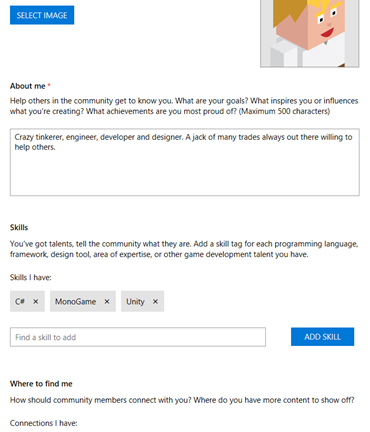 SELECT IMAGE
About me *
Help others in the community get to know you. What are your goals? What inspires you or influences
what you're creating? What achievements are you most proud of? (Maximum 500 characters)
Crazy tinkerer, engineer, developer and designer. A jack of many trades always out there willing to
help others.
Skills
You've got talents, tell the community what they are. Add a skill tag for each programming language,
framework, design tool, area of expertise, or other game development talent you have.
Skills I have:
C# ✕ MonoGame ✕ Unity ✕
Find a skill to add ADD SKILL
Where to find me
How should community members connect with you? Where do you have more content to show off?
Connections I have: